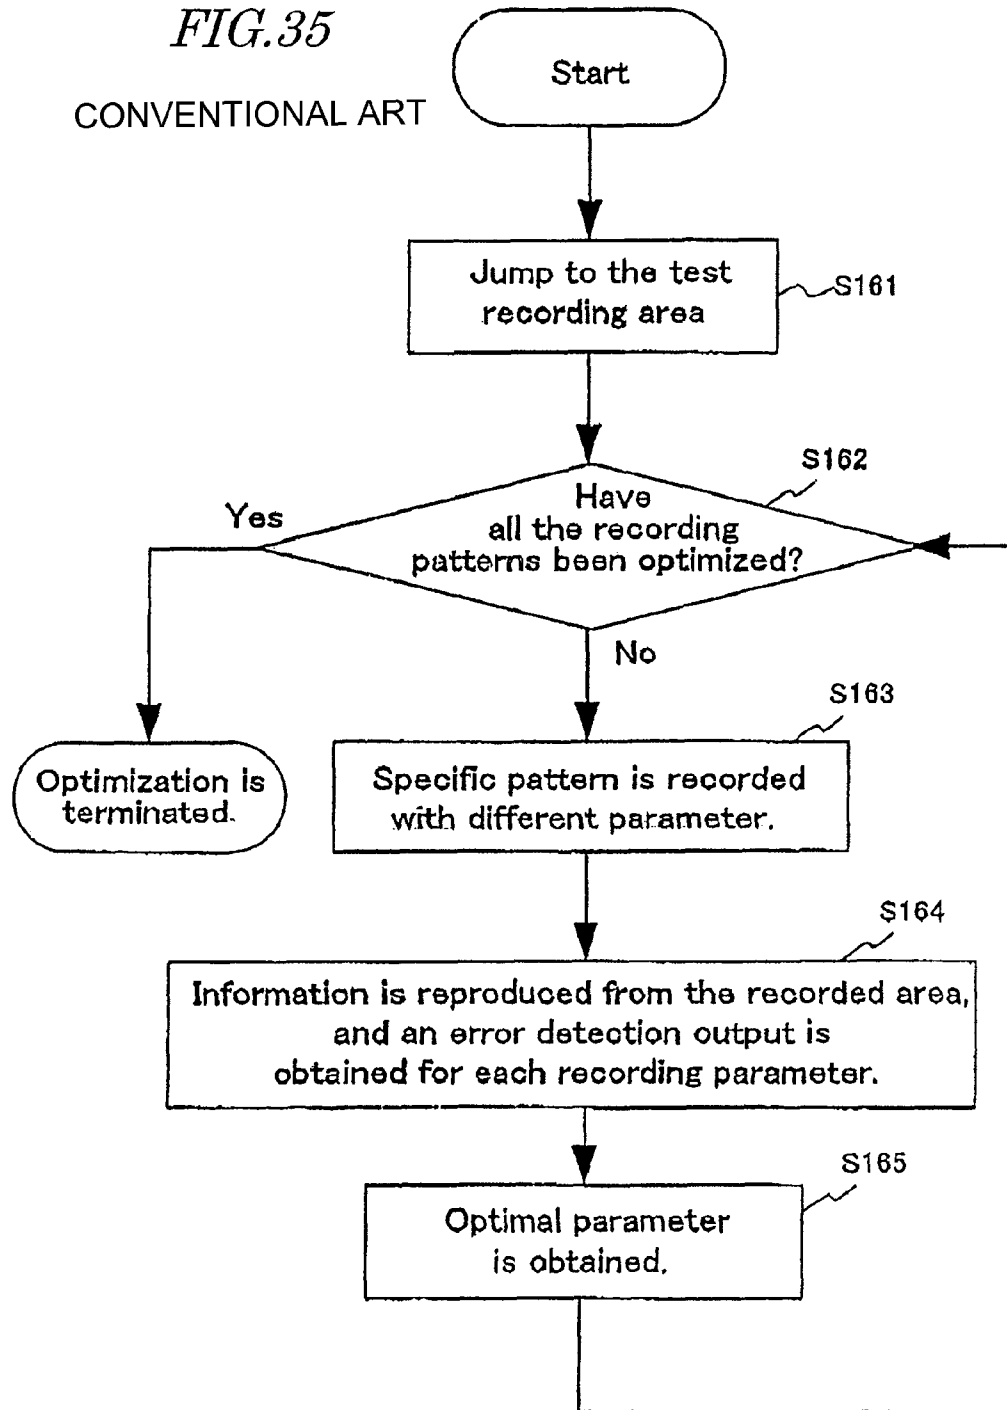 FIG.35
CONVENTIONAL ART
Start
Jump to the test
recording area
S161
S162
Have
all the recording
patterns been optimized?
Yes
No
Optimization is
terminated.
S163
Specific pattern is recorded
with different parameter.
S164
Information is reproduced from the recorded area,
and an error detection output is
obtained for each recording parameter.
S165
Optimal parameter
is obtained.